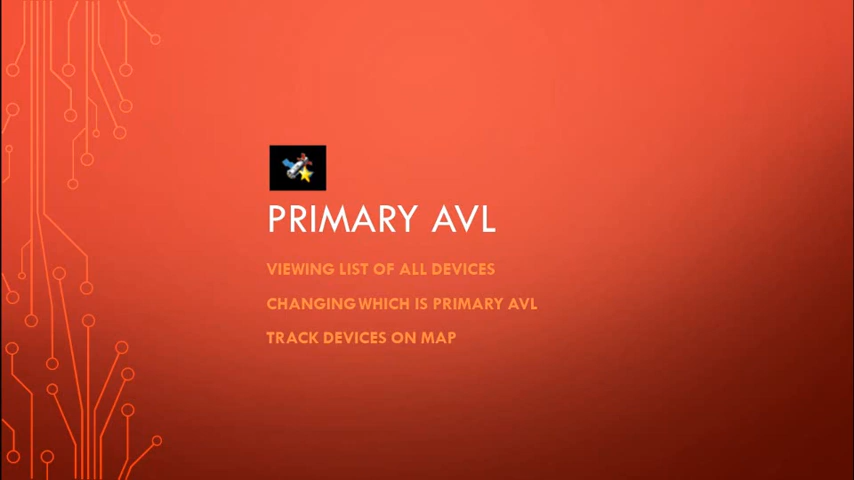 PRIMARY AVL
VIEWING LIST OF ALL DEVICES
CHANGING WHICH IS PRIMARY AVL
TRACK DEVICES ON MAP